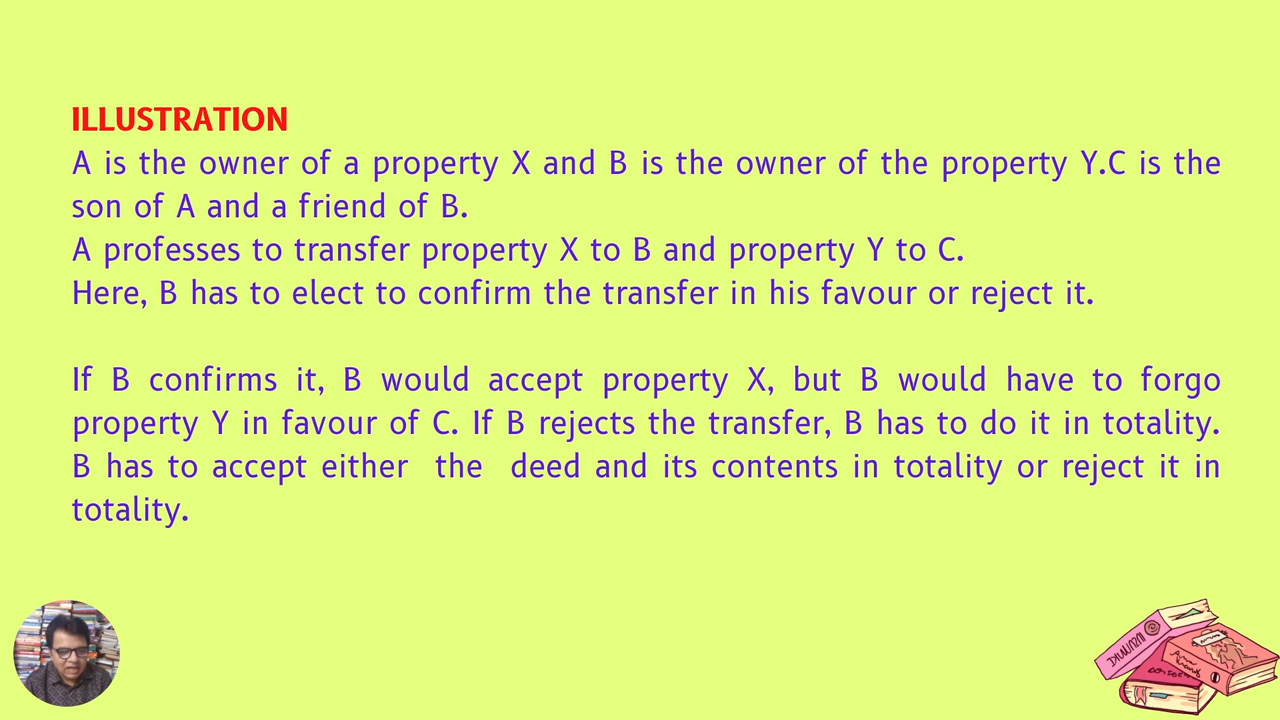 ILLUSTRATION
A is the owner of a property X and B is the owner of the property Y.C is the
son of A and a friend of B.
A professes to transfer property X to B and property Y to C.
Here, B has to elect to confirm the transfer in his favour or reject it.
If B confirms it, B would accept property X, but B would have to forgo
property Y in favour of C. If B rejects the transfer, B has to do it in totality.
B has to accept either the deed and its contents in totality or reject it in
totality.